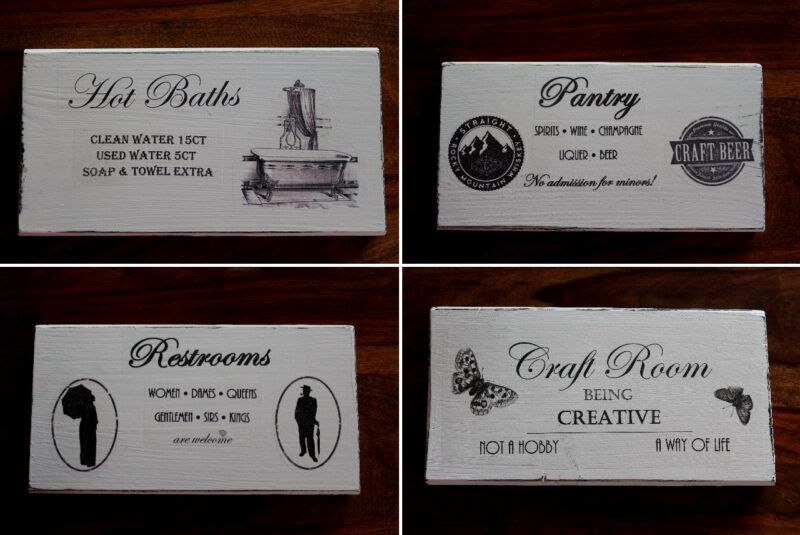 Hot Baths
CLEAN WATER 15CT
USED WATER 5CT
SOAP & TOWEL EXTRA
Pantry
SPIRITS • WINE • CHAMPAGNE
LIQUER • BEER
No admission for minors!
STRAIGHT
ROCKY MOUNTAIN WHISKEY
CRAFT BEER
Restrooms
WOMEN • DAMES • QUEENS
GENTLEMEN • SIRS • KINGS
are welcome
Craft Room
BEING
CREATIVE
NOT A HOBBY
A WAY OF LIFE